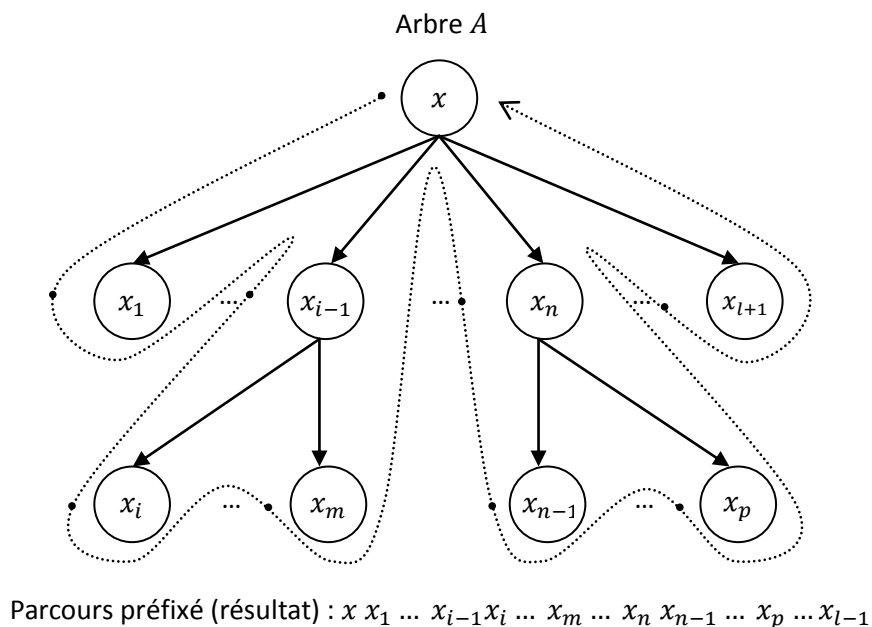 Arbre A
x
x₁ ... xᵢ₋₁ ... xₙ ... xₗ₊₁
xᵢ ... xₘ xₙ₋₁ ... xₚ
Parcours préfixé (résultat) : x x₁ ... xᵢ₋₁xᵢ ... xₘ ... xₙ xₙ₋₁ ... xₚ ... xₗ₋₁